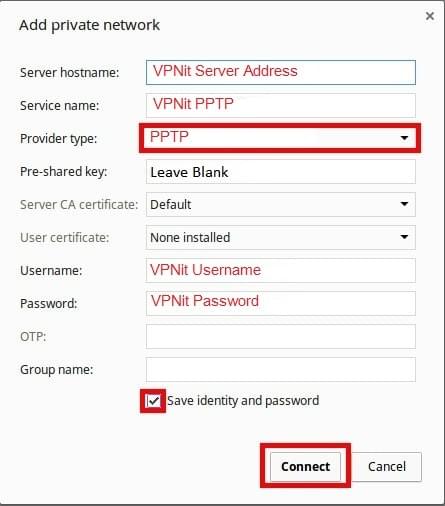 Add private network
Server hostname: VPNit Server Address
Service name: VPNit PPTP
Provider type: PPTP
Pre-shared key: Leave Blank
Server CA certificate: Default
User certificate: None installed
Username: VPNit Username
Password: VPNit Password
OTP:
Group name:
Save identity and password
Connect Cancel